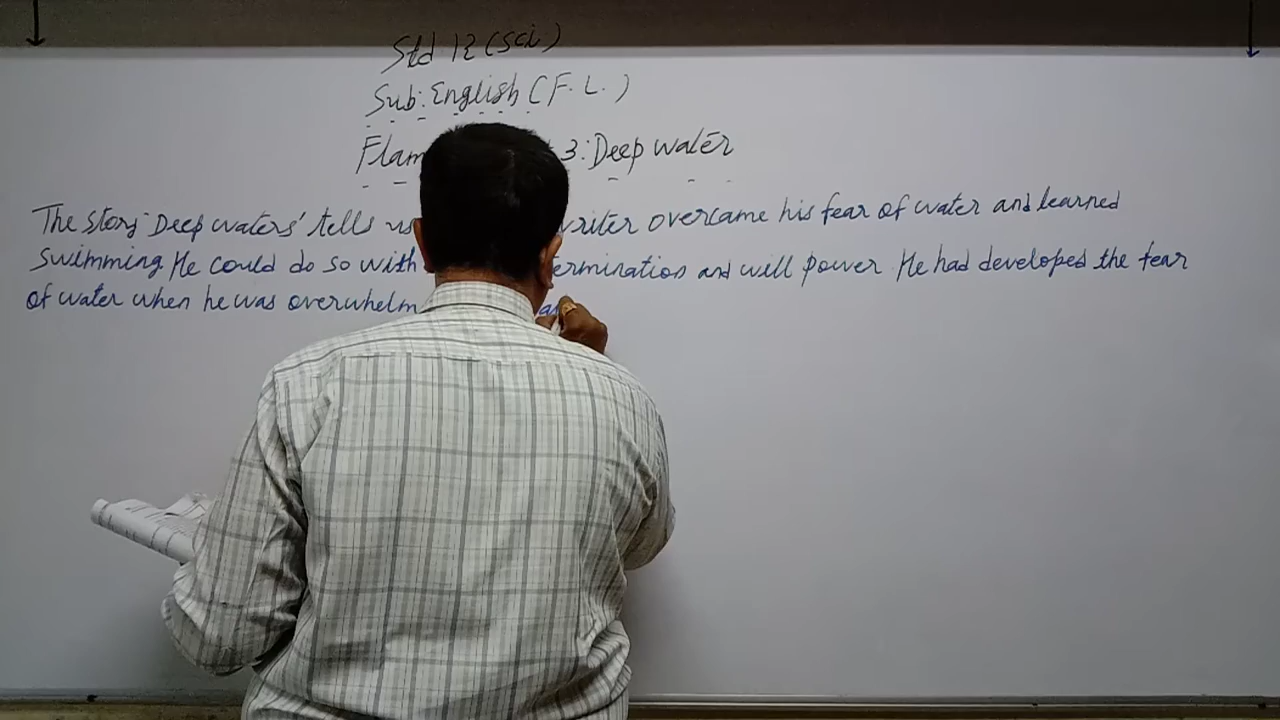 Std 12 (Sci.)
Sub: English (F. L.)
Flam 3: Deep water
The story 'Deep waters' tells us writer overcame his fear of water and learned
swimming. He could do so with ermination and will power. He had developed the fear
of water when he was overwhelm